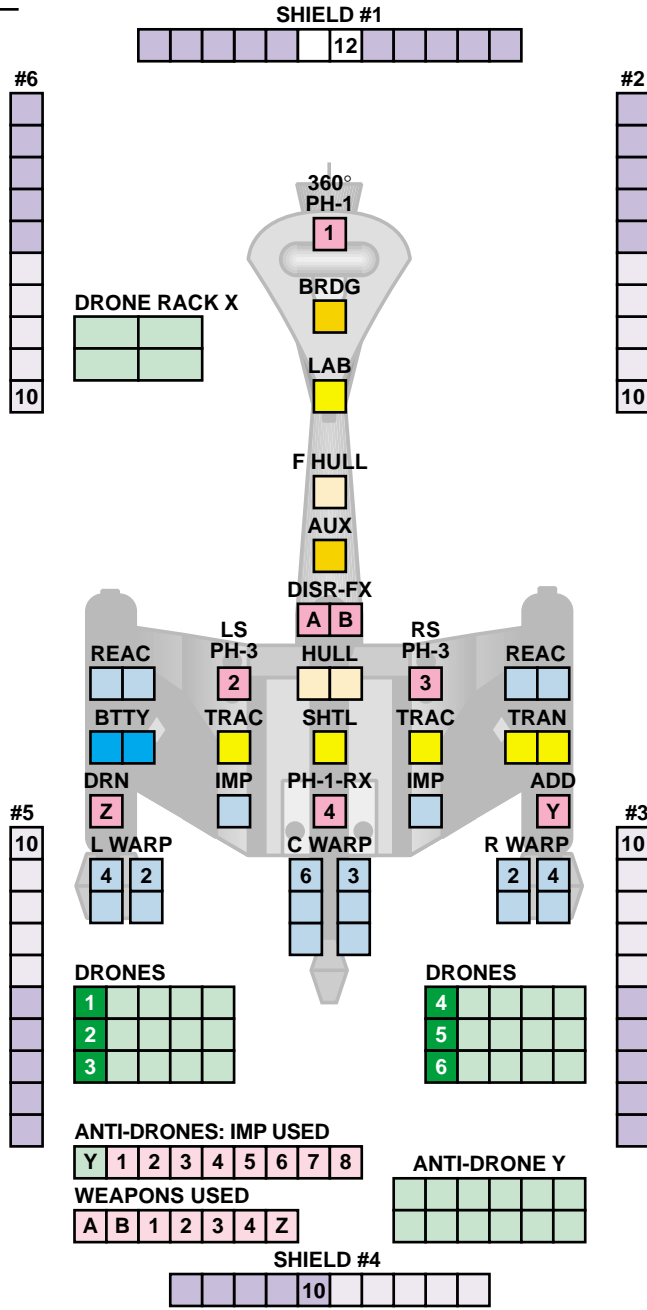 SHIELD #1
12
#6
#2
360°
PH-1
1
BRDG
DRONE RACK X
LAB
10
10
F HULL
AUX
DISR-FX
A B
LS
PH-3
2
HULL
RS
PH-3
3
REAC
REAC
BTTY
TRAC
SHTL
TRAC
TRAN
DRN
Z
IMP
PH-1-RX
4
IMP
ADD
Y
#5
10
#3
10
L WARP
4 2
C WARP
6 3
R WARP
2 4
DRONES
1
2
3
DRONES
4
5
6
ANTI-DRONES: IMP USED
Y 1 2 3 4 5 6 7 8
WEAPONS USED
A B 1 2 3 4 Z
ANTI-DRONE Y
SHIELD #4
10